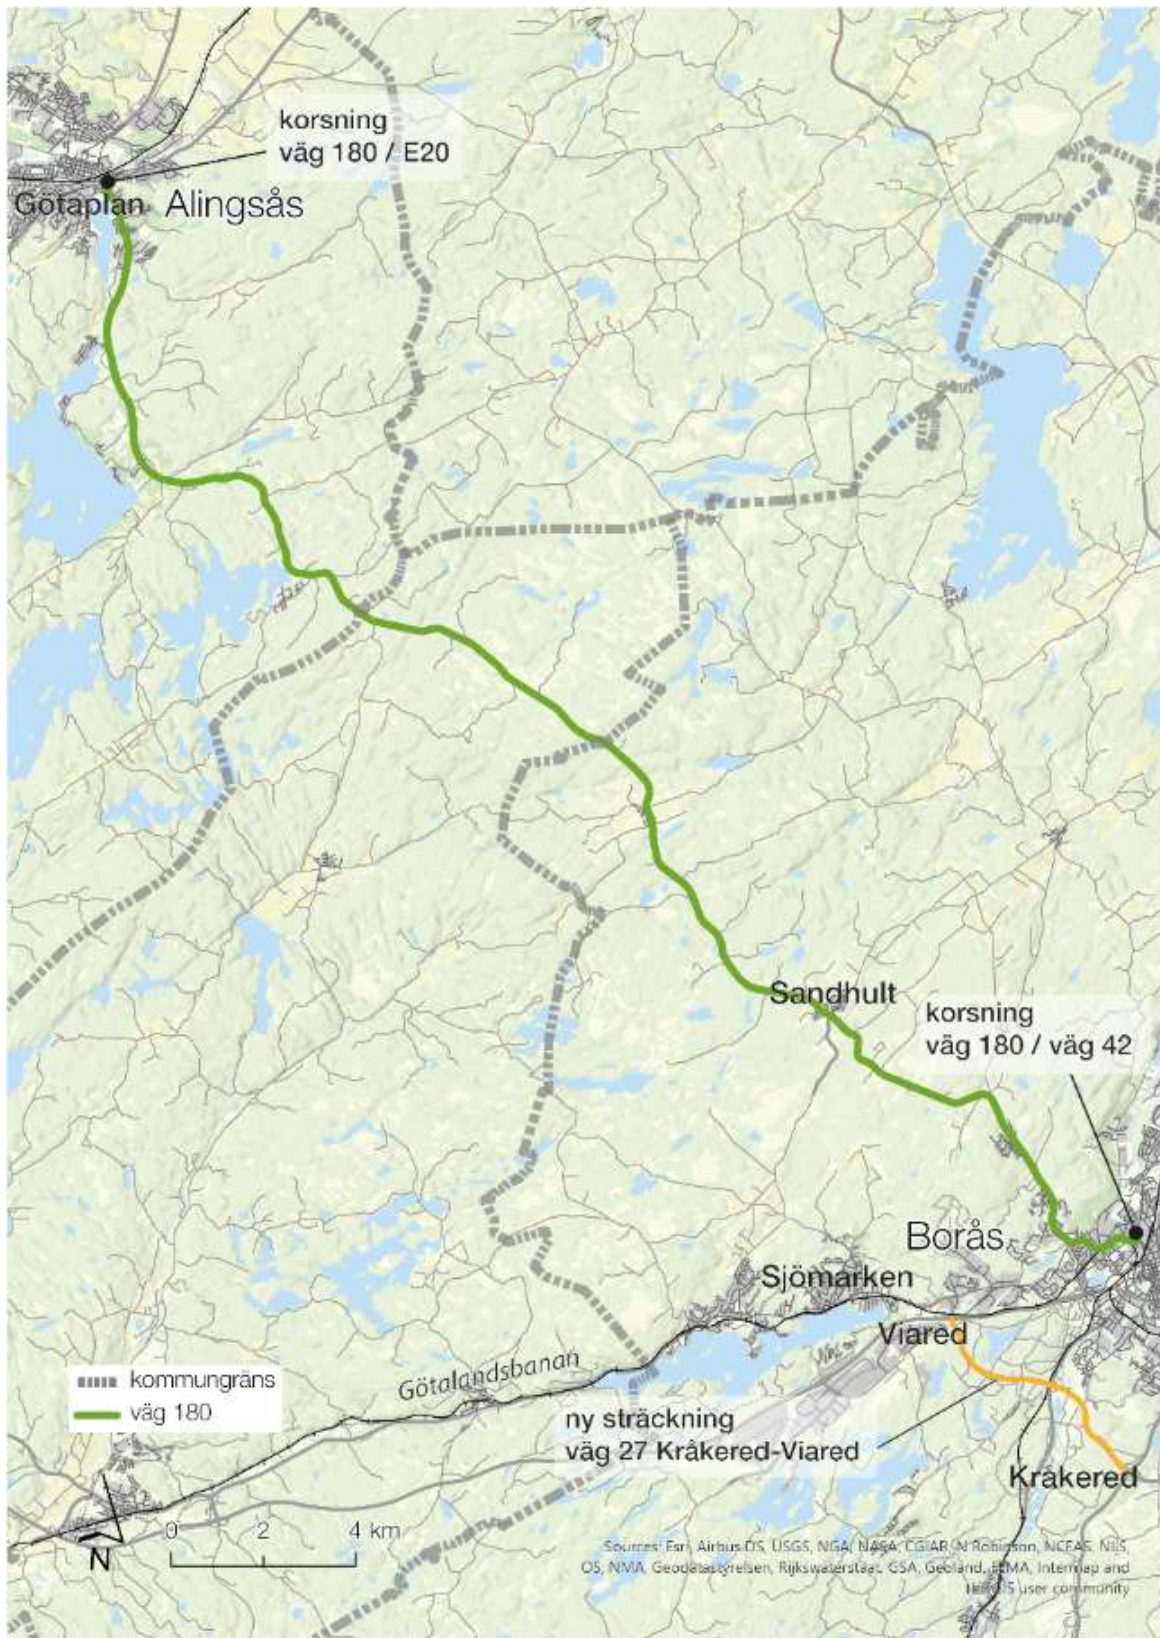 korsning
väg 180 / E20
Götaplan
Alingsås
Sandhult
korsning
väg 180 / väg 42
Borås
Sjömarken
Viared
Götalandsbanan
kommungräns
väg 180
ny sträckning
väg 27 Kråkered-Viared
Kråkered
0 2 4 km
N
Sources: Esri, Airbus DS, USGS, NGA, NASA, CGIAR, N Robinson, NCEAS, NLS,
OS, NMA, Geodatastyrelsen, Rijkswaterstaat, GSA, Geoland, FEMA, Intermap and
the GIS user community